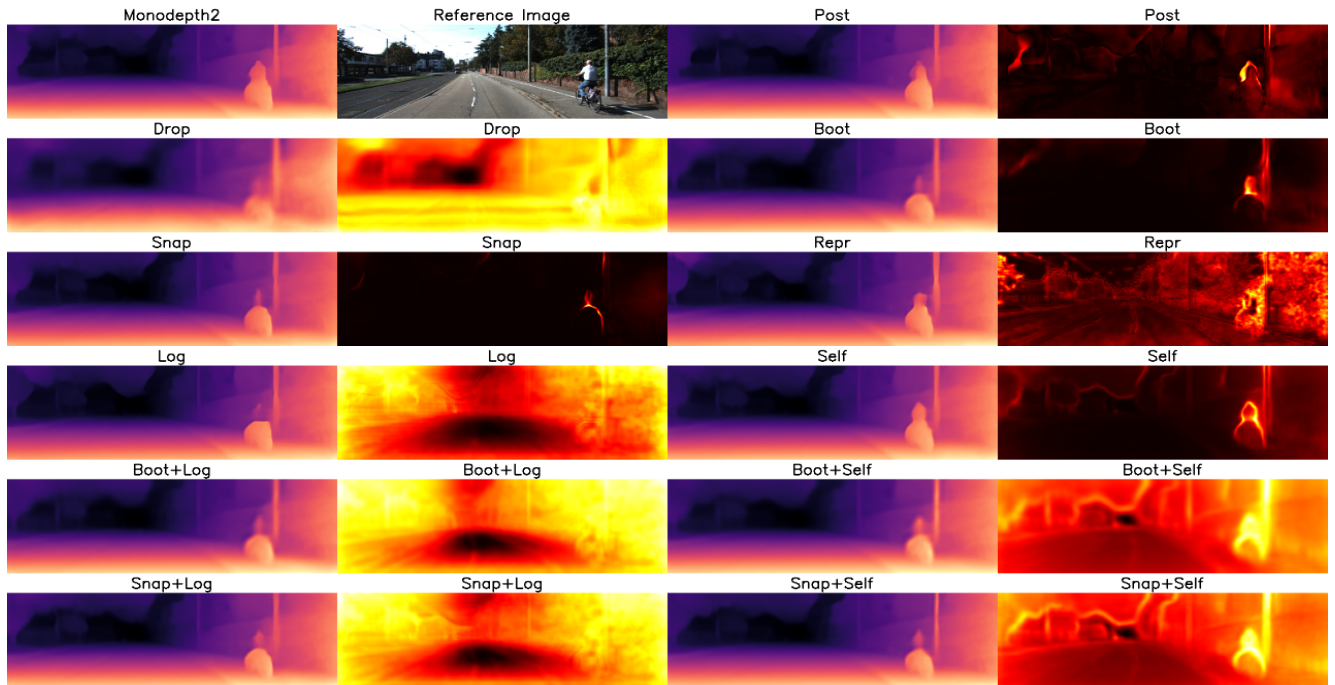 Monodepth2 Reference Image Post Post
Drop Drop Boot Boot
Snap Snap Repr Repr
Log Log Self Self
Boot+Log Boot+Log Boot+Self Boot+Self
Snap+Log Snap+Log Snap+Self Snap+Self